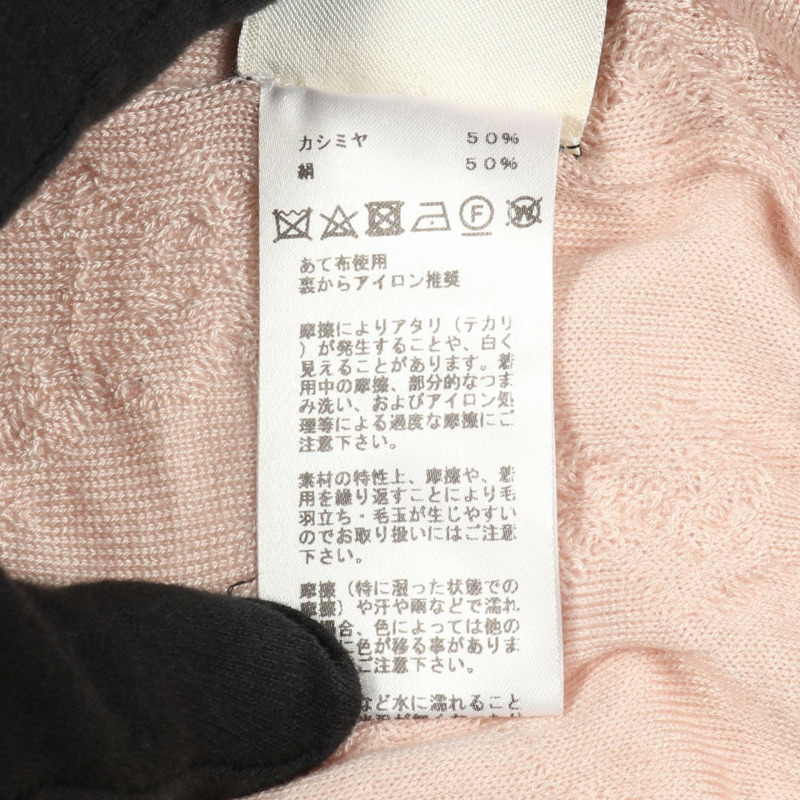 カシミヤ 50%
絹 50%
F W
あて布使用
裏からアイロン推奨
摩擦によりアタリ（テカリ
）が発生することや、白く
見えることがあります。着
用中の摩擦、部分的なつま
み洗い、およびアイロン処
理等による過度な摩擦にご
注意下さい。
素材の特性上、摩擦や、着
用を繰り返すことにより毛
羽立ち・毛玉が生じやすい
のでお取り扱いにはご注意
下さい。
摩擦（特に湿った状態での
摩擦）や汗や雨などで濡れ
場合、色によっては他の
に色が移る事がありま
ご注意下さい。
など水に濡れること